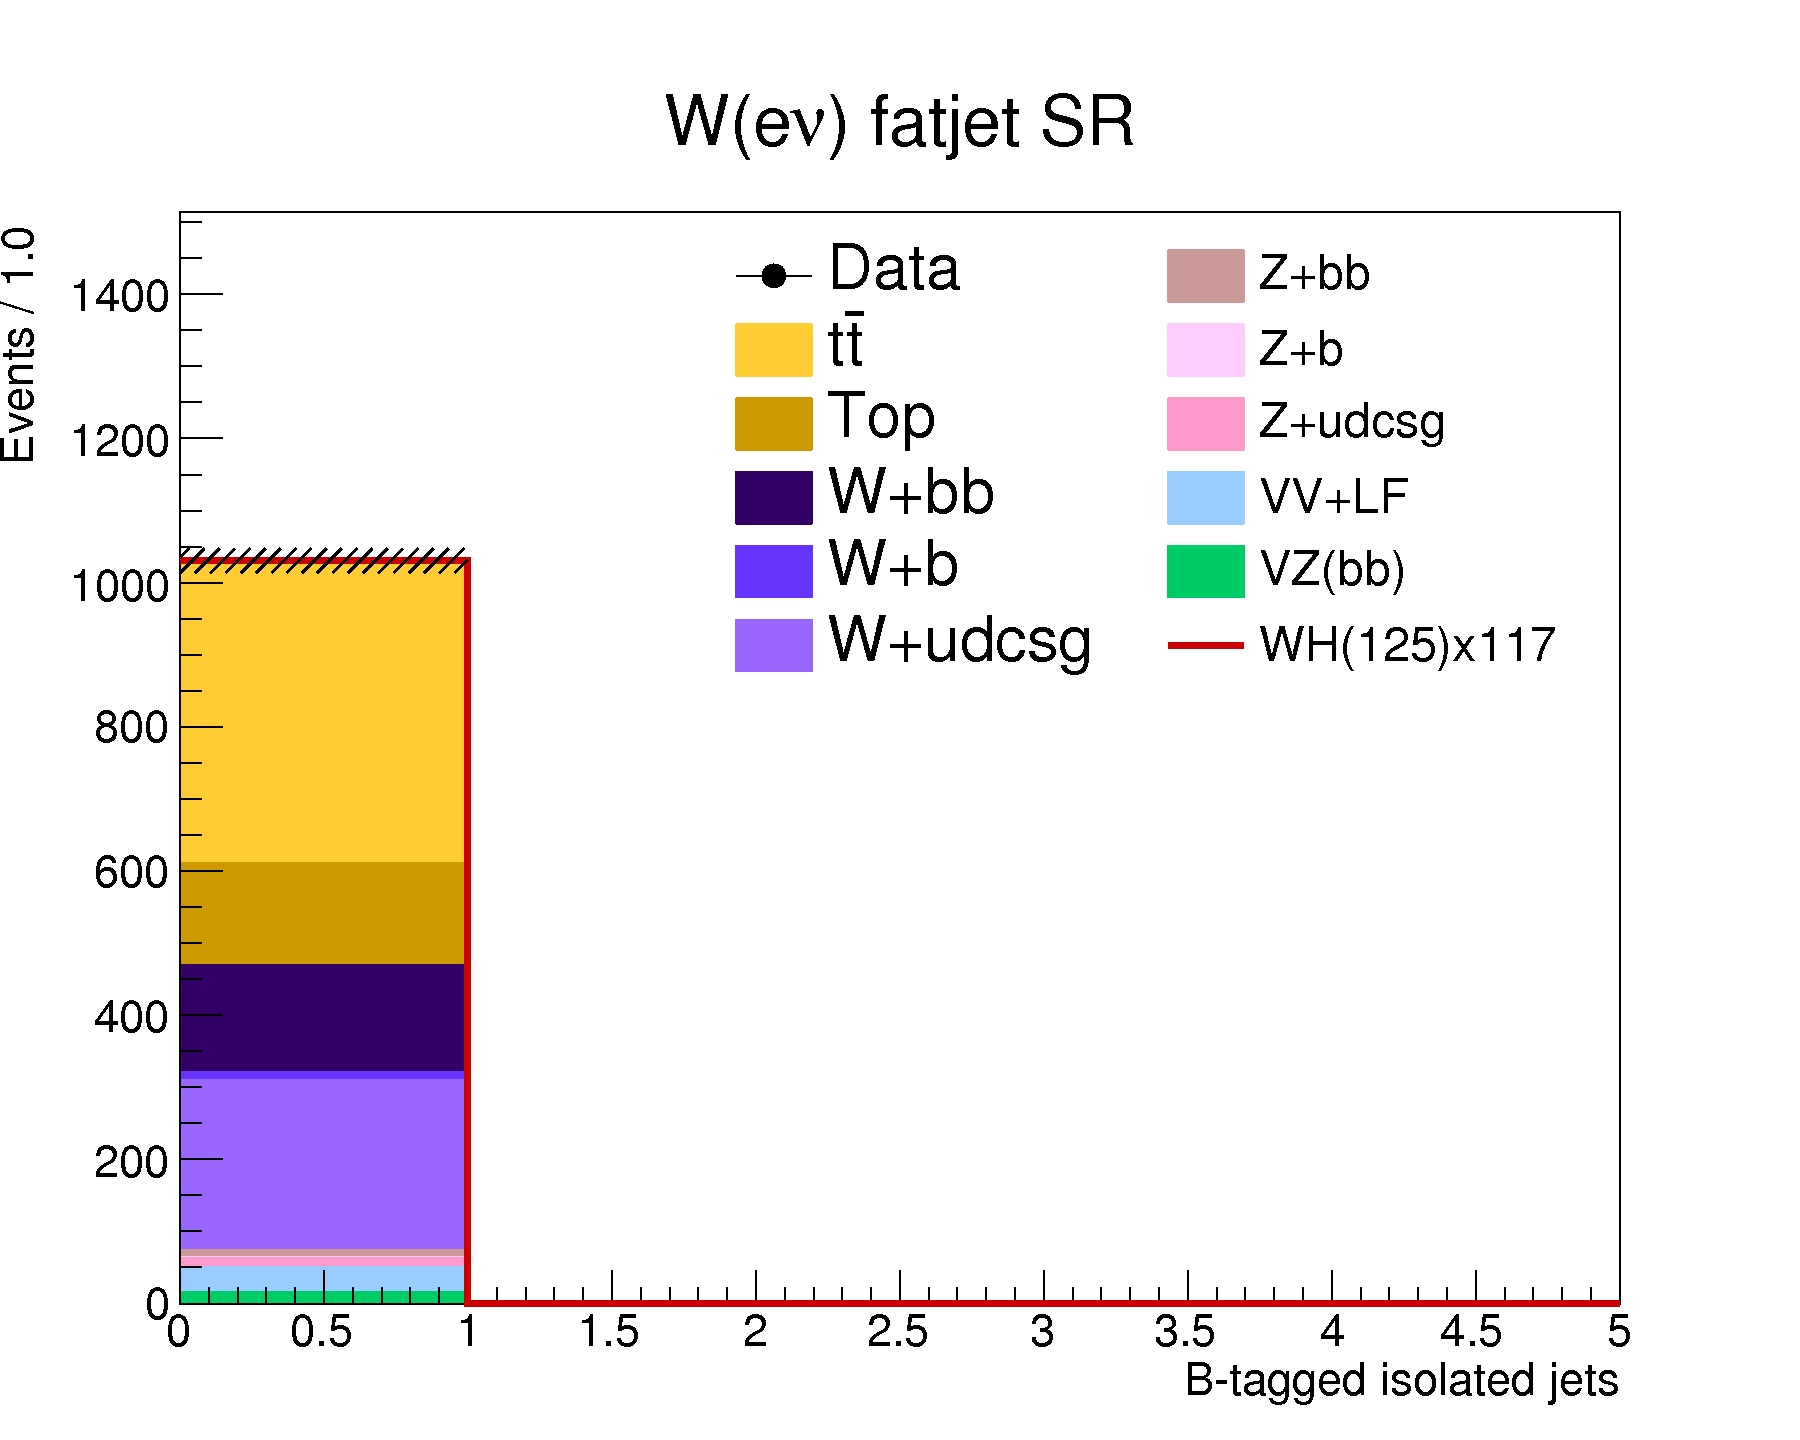 W(eν) fatjet SR
Events / 1.0
1400
1200
1000
800
600
400
200
0
Data
tt̄
Top
W+bb
W+b
W+udcsg
Z+bb
Z+b
Z+udcsg
VV+LF
VZ(bb)
WH(125)x117
0 0.5 1 1.5 2 2.5 3 3.5 4 4.5 5
B-tagged isolated jets